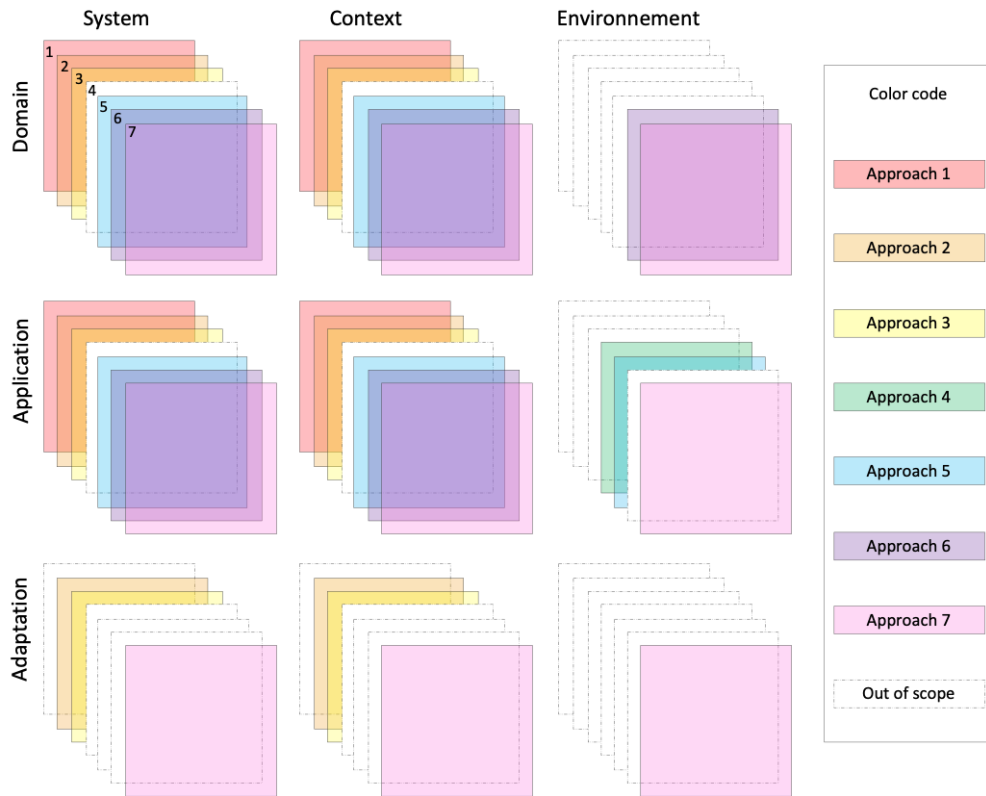 System
Context
Environnement
Domain
1
2
3
4
5
6
7
Application
Adaptation
Color code
Approach 1
Approach 2
Approach 3
Approach 4
Approach 5
Approach 6
Approach 7
Out of scope